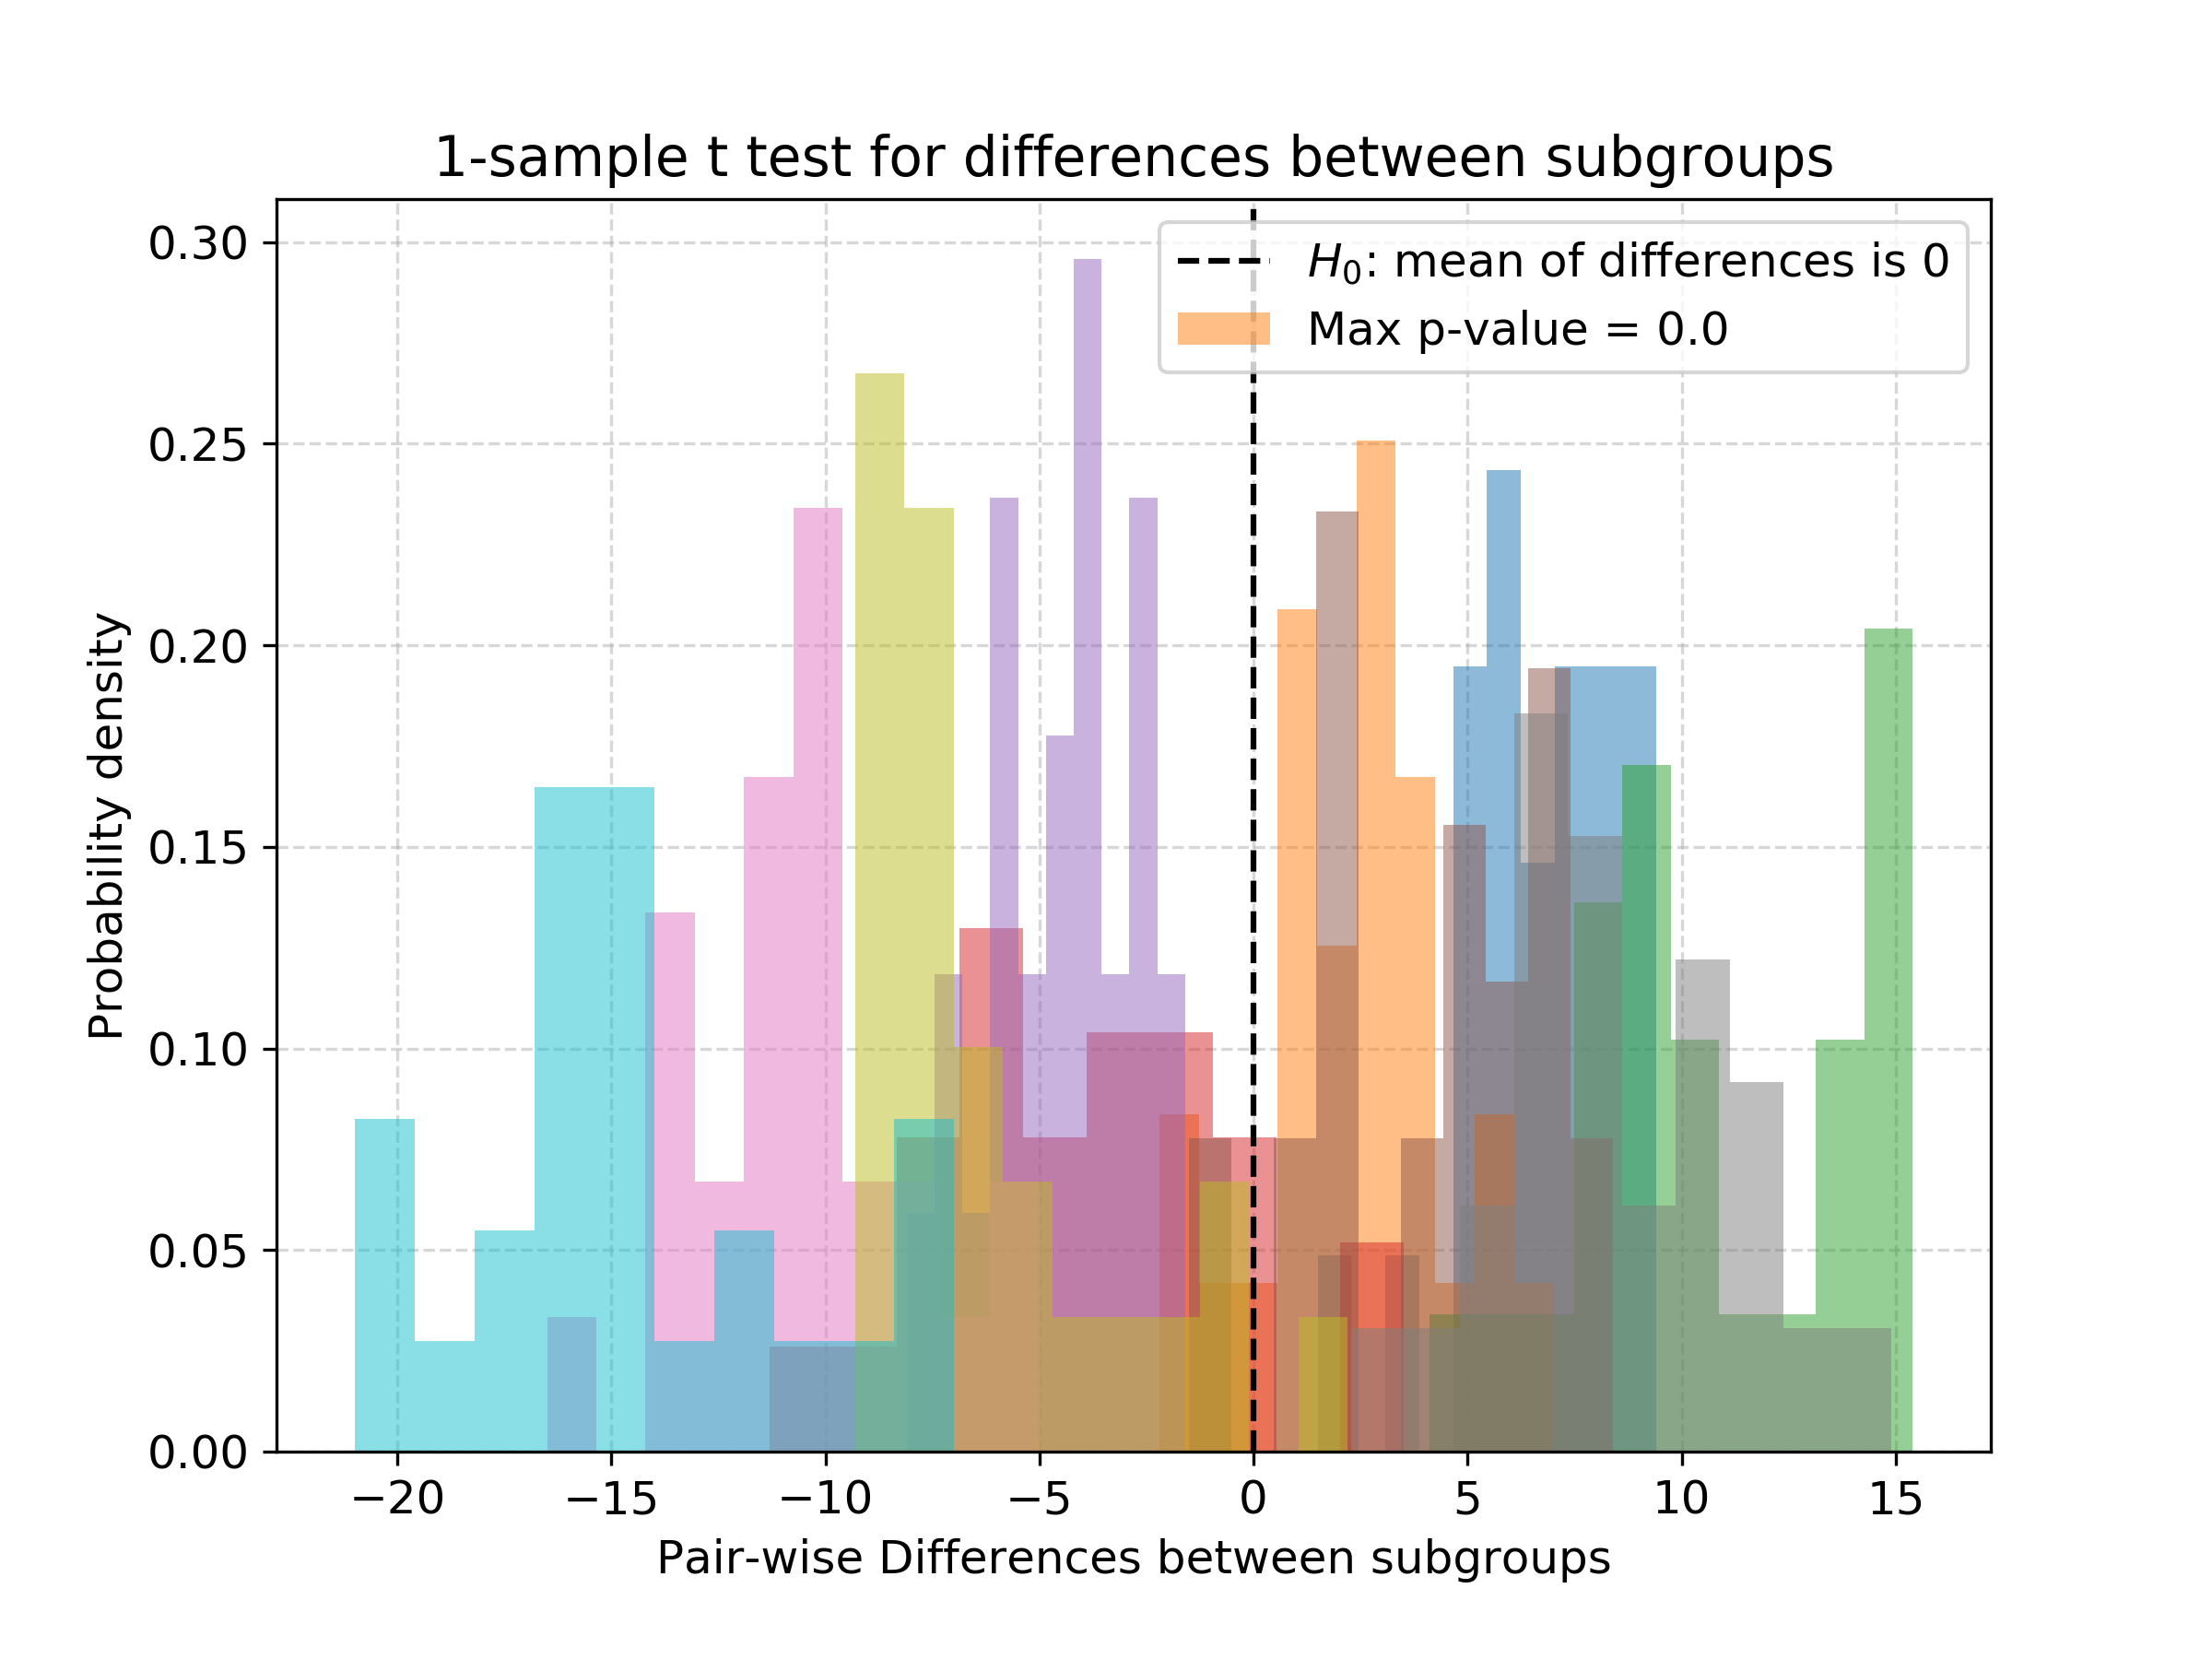 1-sample t test for differences between subgroups
H₀: mean of differences is 0
Max p-value = 0.0
Probability density
0.30
0.25
0.20
0.15
0.10
0.05
0.00
−20 −15 −10 −5 0 5 10 15
Pair-wise Differences between subgroups